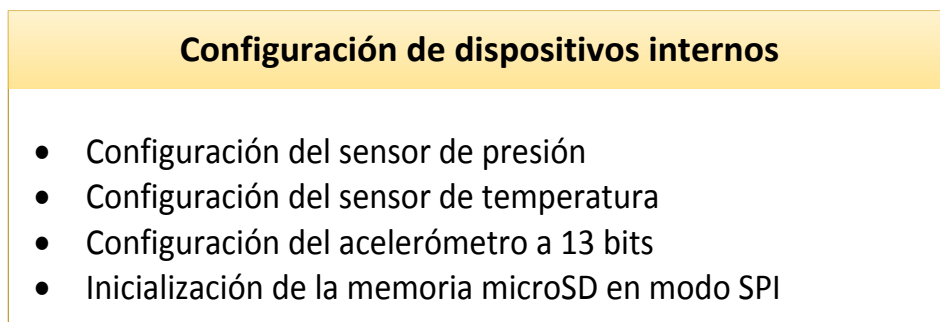 Configuración de dispositivos internos
• Configuración del sensor de presión
• Configuración del sensor de temperatura
• Configuración del acelerómetro a 13 bits
• Inicialización de la memoria microSD en modo SPI